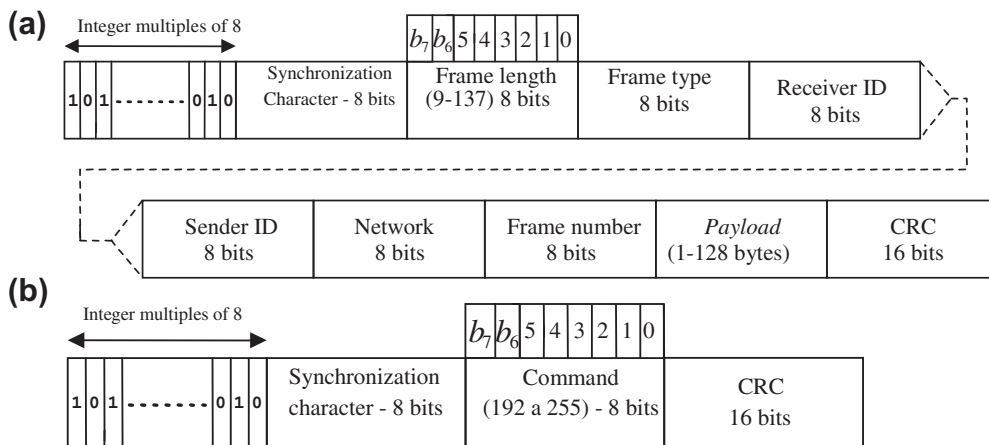 (a)
Integer multiples of 8
b7 b6 5 4 3 2 1 0
1 0 1 ------- 0 1 0
Synchronization
Character - 8 bits
Frame length
(9-137) 8 bits
Frame type
8 bits
Receiver ID
8 bits
Sender ID
8 bits
Network
8 bits
Frame number
8 bits
Payload
(1-128 bytes)
CRC
16 bits
(b)
Integer multiples of 8
b7 b6 5 4 3 2 1 0
1 0 1 ------- 0 1 0
Synchronization
character - 8 bits
Command
(192 a 255) - 8 bits
CRC
16 bits